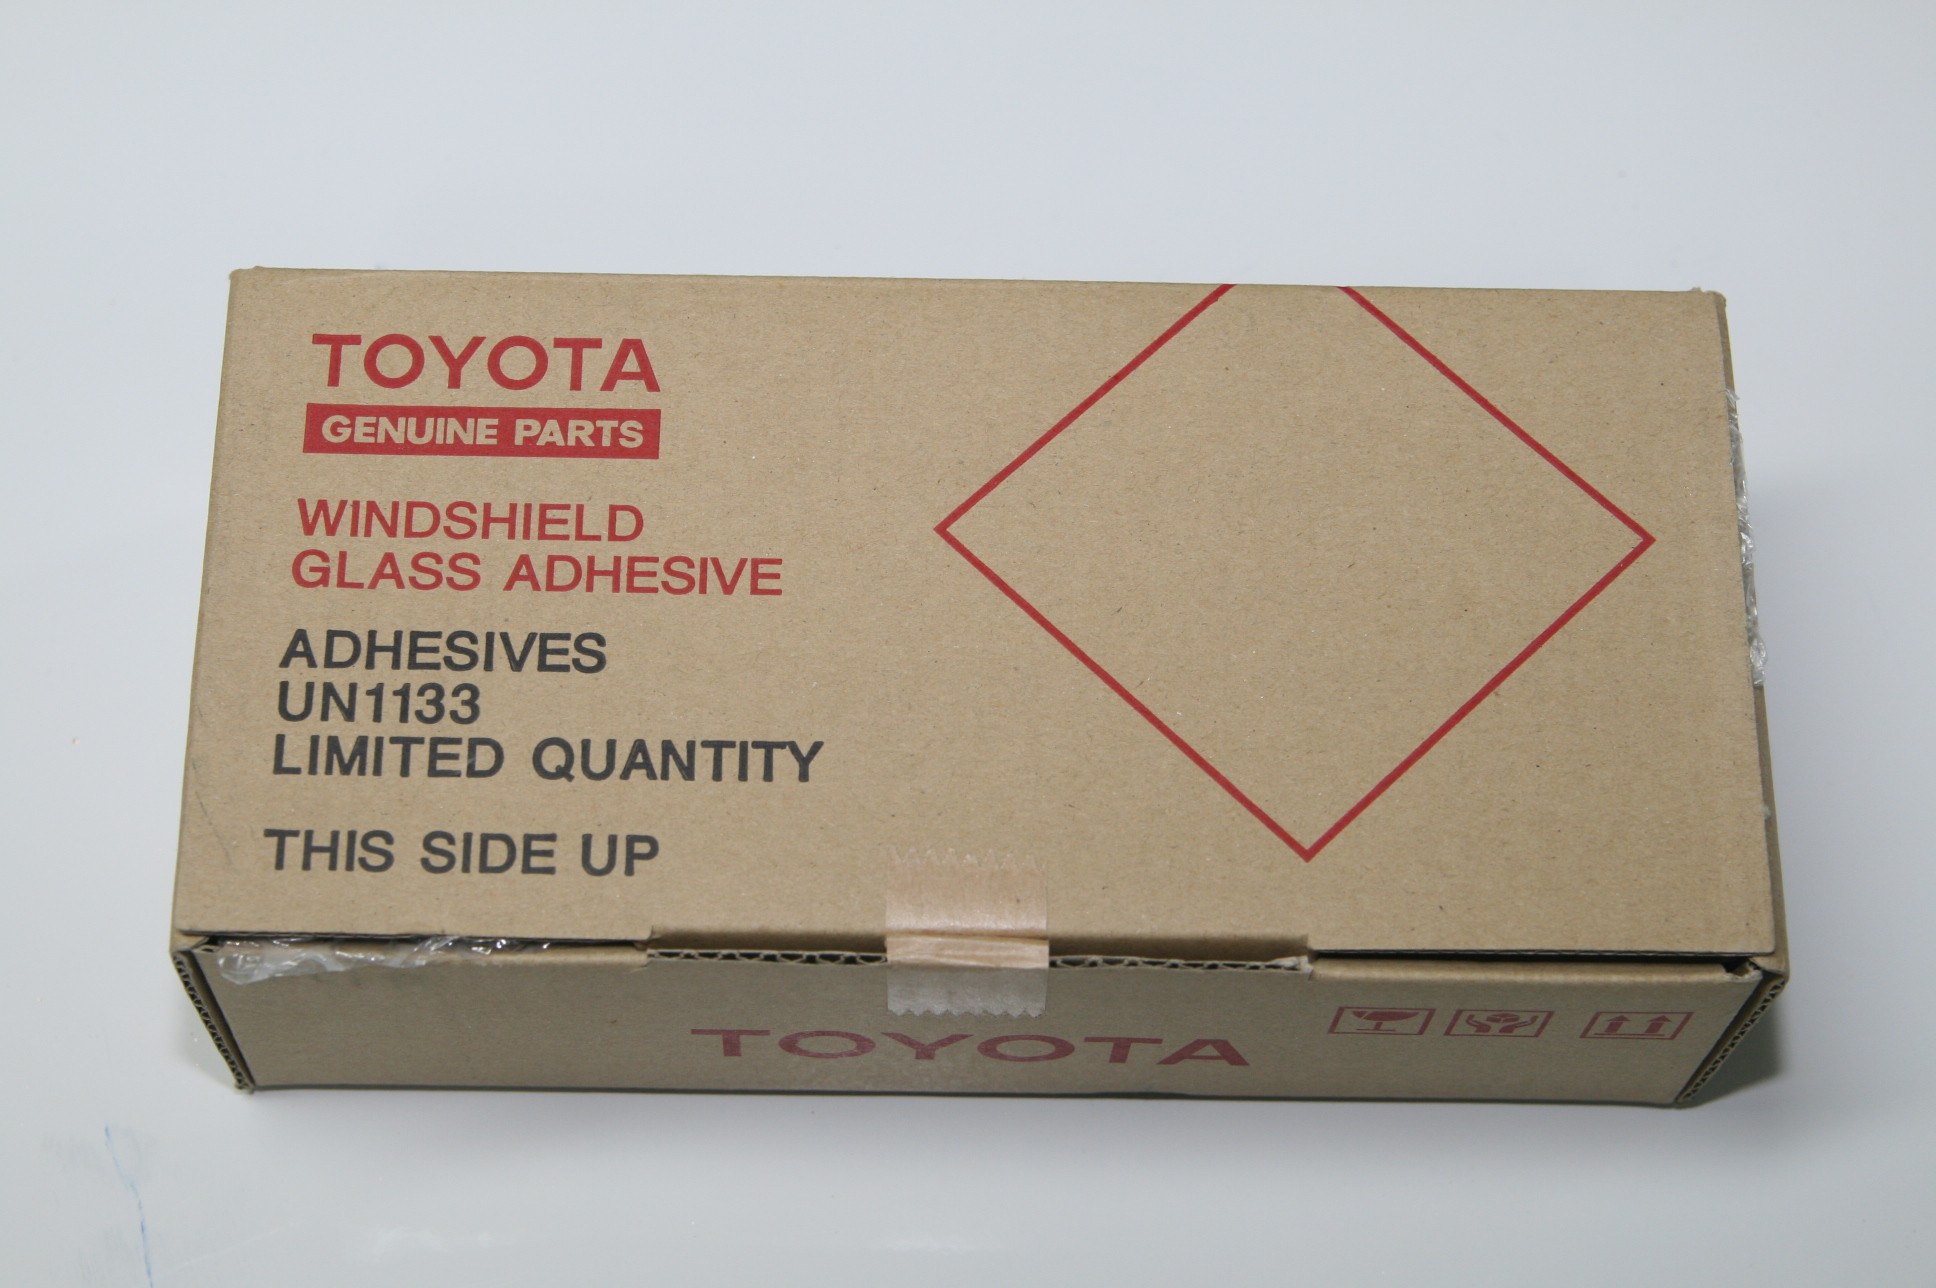 TOYOTA
GENUINE PARTS
WINDSHIELD
GLASS ADHESIVE
ADHESIVES
UN1133
LIMITED QUANTITY
THIS SIDE UP
TOYOTA